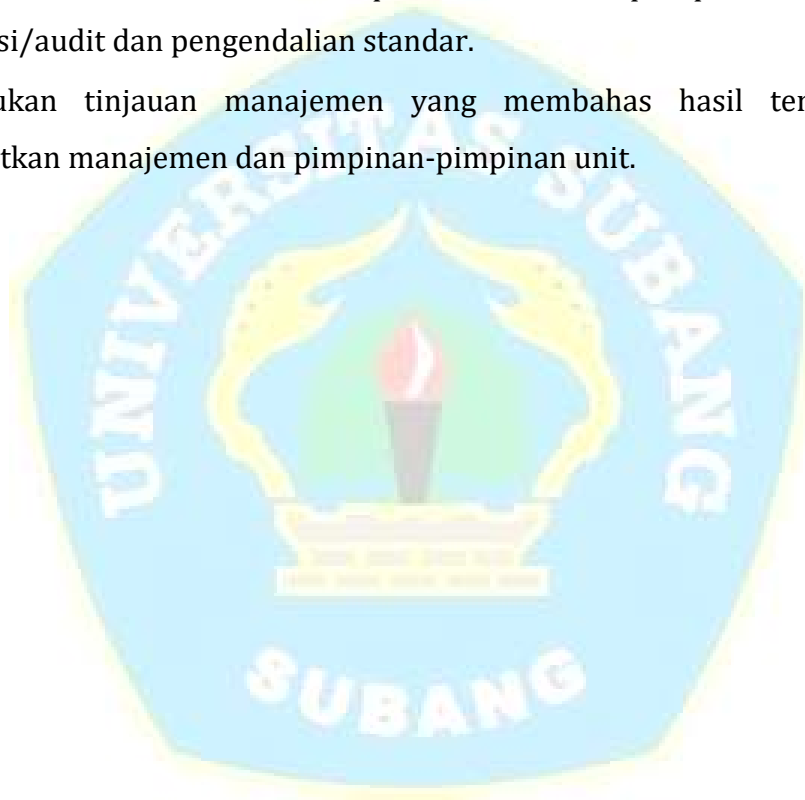 si/audit dan pengendalian standar.
ukan tinjauan manajemen yang membahas hasil ter
tkan manajemen dan pimpinan-pimpinan unit.
UNIVERSITAS SUBANG
SUBANG